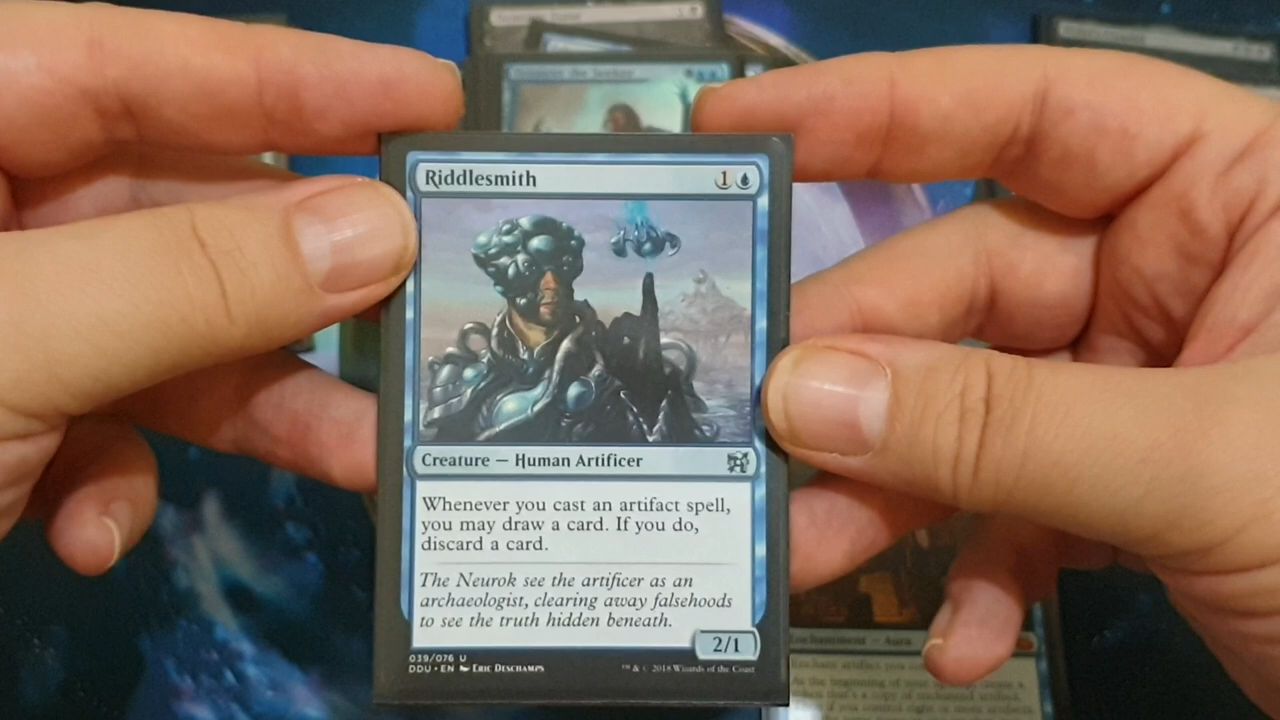 Riddlesmith 1
Creature — Human Artificer
Whenever you cast an artifact spell,
you may draw a card. If you do,
discard a card.
The Neurok see the artificer as an
archaeologist, clearing away falsehoods
to see the truth hidden beneath.
2/1
039/076 U
DDU • EN Eric Deschamps
™ & © 2018 Wizards of the Coast
Enchantment — Aura